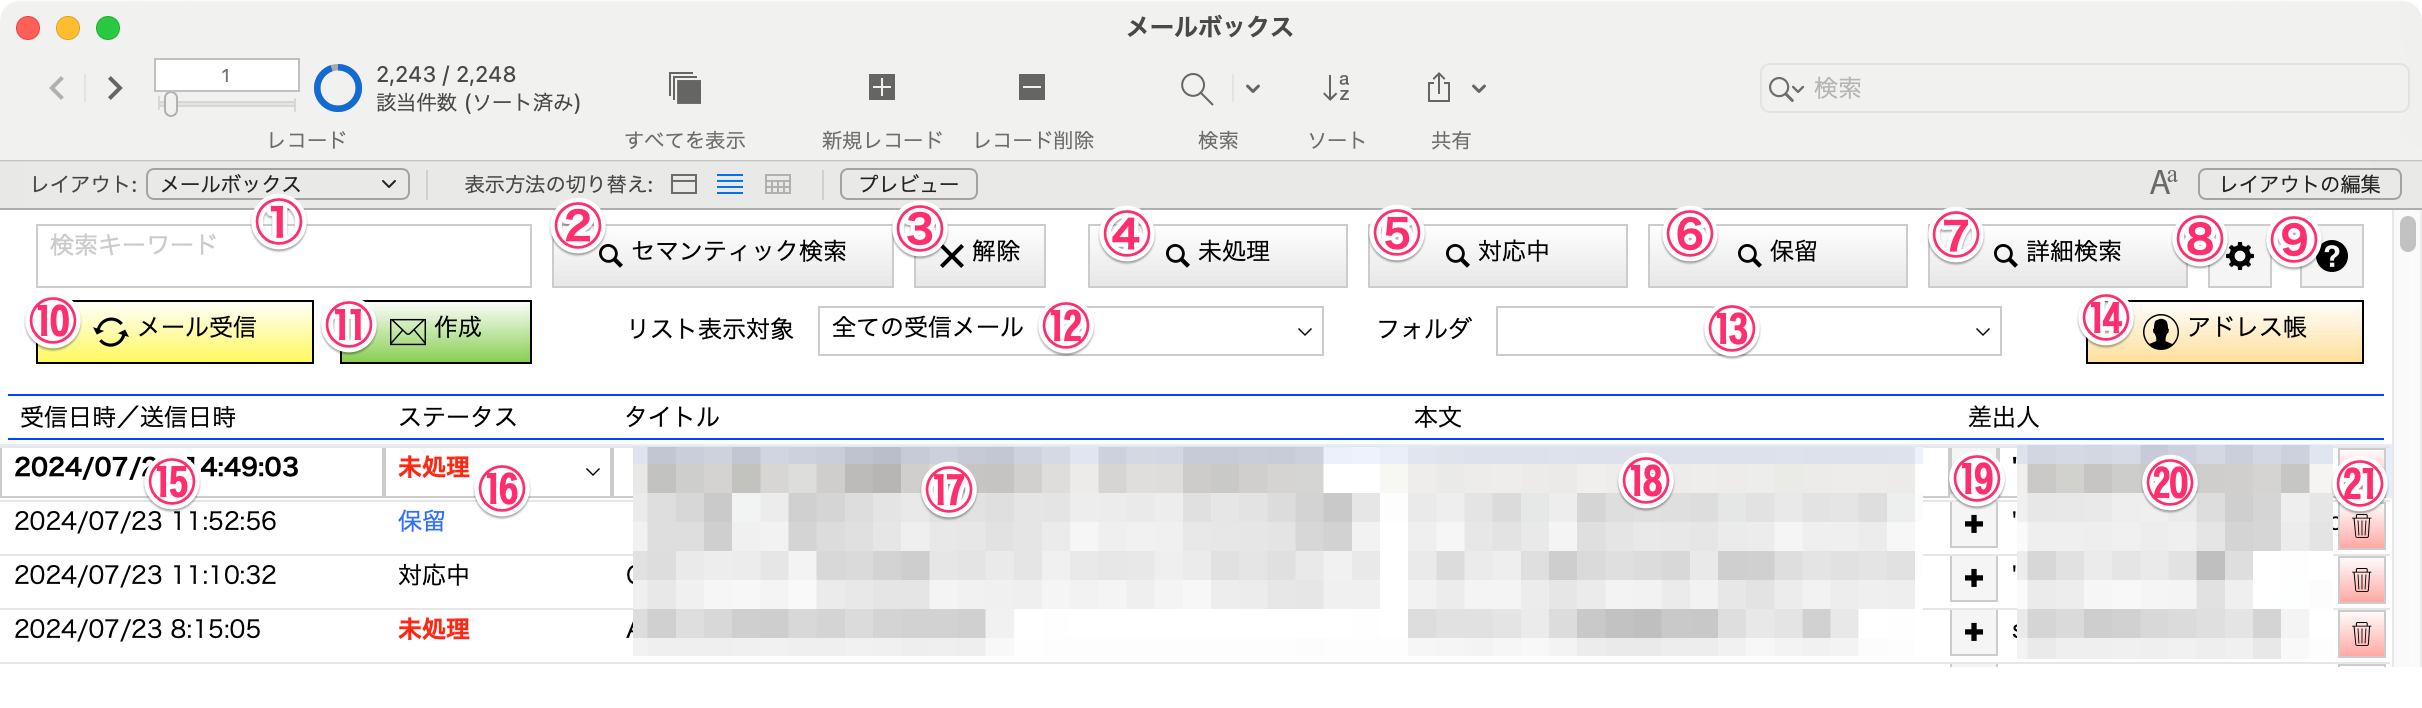 メールボックス
1
2,243 / 2,248
該当件数 (ソート済み)
レコード
すべてを表示
新規レコード
レコード削除
検索
ソート
共有
検索
レイアウト:
メールボックス
表示方法の切り替え:
プレビュー
Aa
レイアウトの編集
① 検索キーワード
② セマンティック検索
③ 解除
④ 未処理
⑤ 対応中
⑥ 保留
⑦ 詳細検索
⑧
⑨ ?
⑩ メール受信
⑪ 作成
リスト表示対象 全ての受信メール ⑫
フォルダ ⑬
⑭ アドレス帳
受信日時／送信日時 ステータス タイトル 本文 差出人
2024/07/2 4:49:03 ⑮ 未処理 ⑯ ⑰ ⑱ ⑲ ⑳ ㉑
2024/07/23 11:52:56 保留
2024/07/23 11:10:32 対応中
2024/07/23 8:15:05 未処理